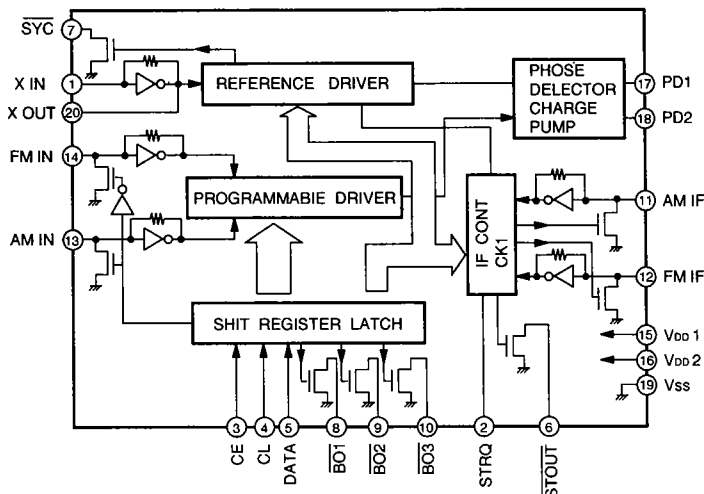 SYC
7
X IN
1
X OUT
20
FM IN
14
AM IN
13
REFERENCE DRIVER
PROGRAMMABIE DRIVER
SHIT REGISTER LATCH
PHOSE
DELECTOR
CHARGE
PUMP
IF CONT
CK1
17
PD1
18
PD2
11
AM IF
12
FM IF
15
VDD 1
16
VDD 2
19
VSS
3
4
5
8
9
10
2
6
CE
CL
DATA
BO1
BO2
BO3
STRQ
STOUT